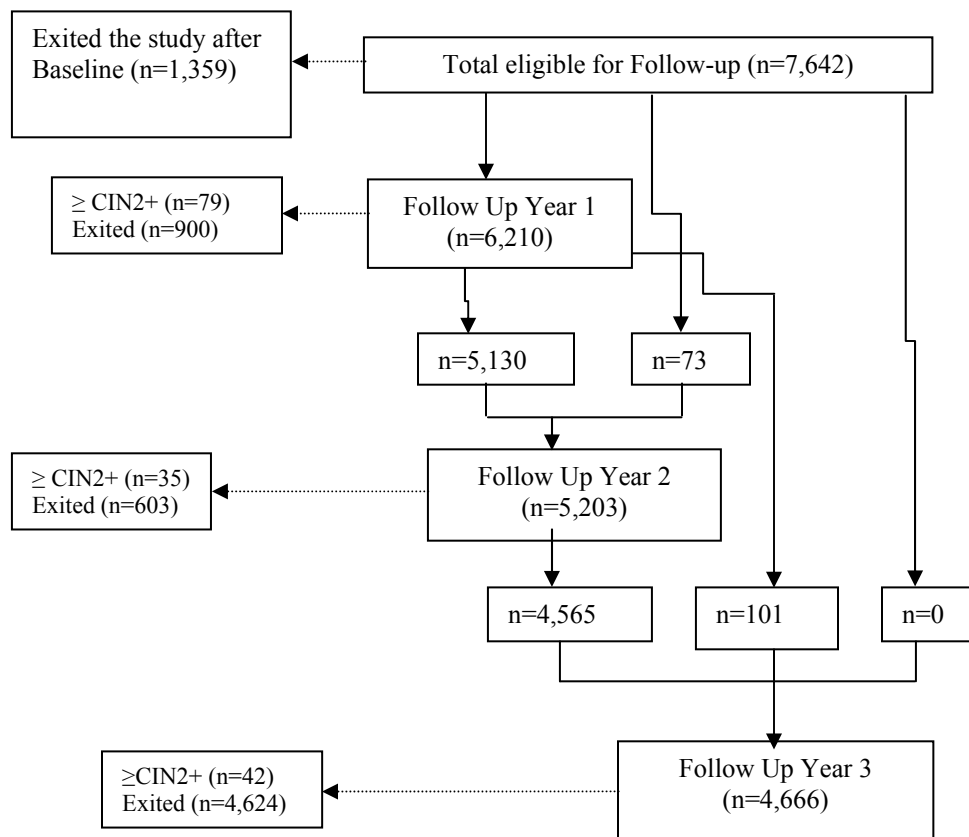 Exited the study after
Baseline (n=1,359)
Total eligible for Follow-up (n=7,642)
≥ CIN2+ (n=79)
Exited (n=900)
Follow Up Year 1
(n=6,210)
n=5,130
n=73
≥ CIN2+ (n=35)
Exited (n=603)
Follow Up Year 2
(n=5,203)
n=4,565
n=101
n=0
≥CIN2+ (n=42)
Exited (n=4,624)
Follow Up Year 3
(n=4,666)